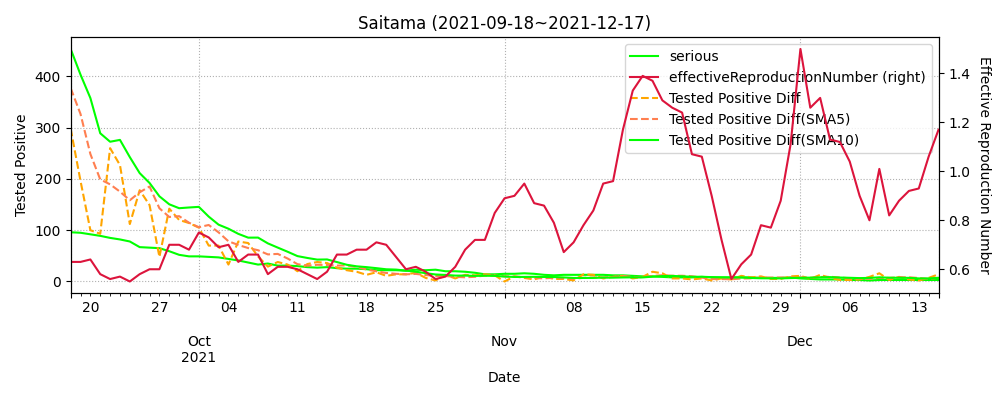 Saitama (2021-09-18~2021-12-17)
serious
effectiveReproductionNumber (right)
Tested Positive Diff
Tested Positive Diff(SMA5)
Tested Positive Diff(SMA10)
Tested Positive
400
300
200
100
0
1.4
1.2
1.0
0.8
0.6
Effective Reproduction Number
20 27 04 11 18 25 08 15 22 29 06 13
Oct Nov Dec
2021
Date